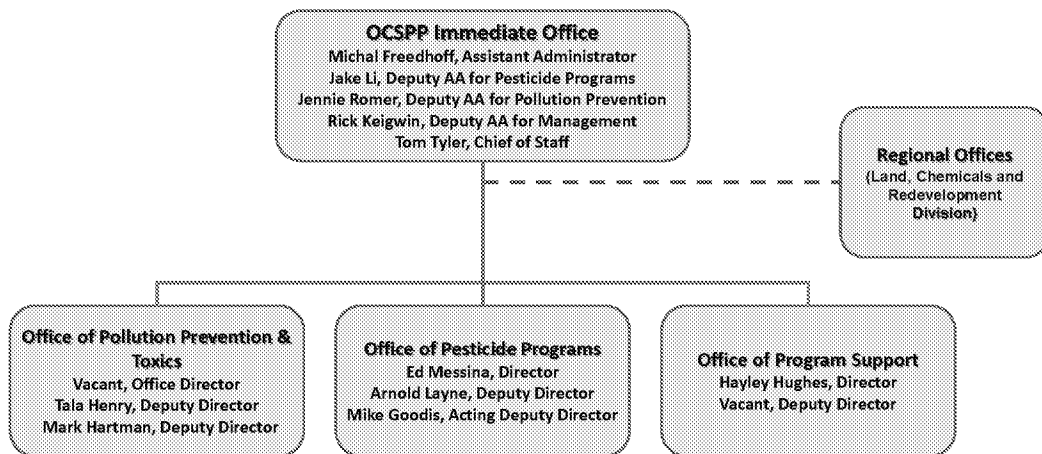 OCSPP Immediate Office
Michal Freedhoff, Assistant Administrator
Jake Li, Deputy AA for Pesticide Programs
Jennie Romer, Deputy AA for Pollution Prevention
Rick Keigwin, Deputy AA for Management
Tom Tyler, Chief of Staff
Regional Offices
(Land, Chemicals and
Redevelopment
Division)
Office of Pollution Prevention &
Toxics
Vacant, Office Director
Tala Henry, Deputy Director
Mark Hartman, Deputy Director
Office of Pesticide Programs
Ed Messina, Director
Arnold Layne, Deputy Director
Mike Goodis, Acting Deputy Director
Office of Program Support
Hayley Hughes, Director
Vacant, Deputy Director